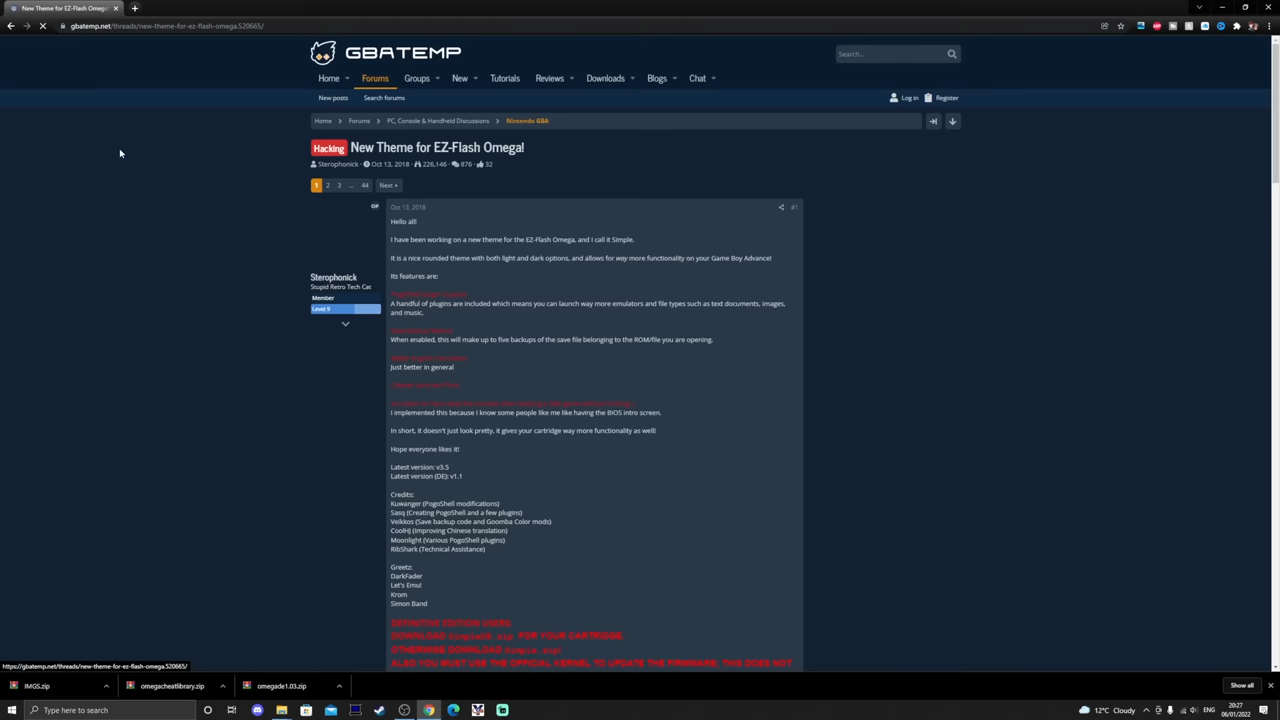 New Theme for EZ-Flash Omega
gbatemp.net/threads/new-theme-for-ez-flash-omega.520665/
GBATEMP
Search...
Home Forums Groups New Tutorials Reviews Downloads Blogs Chat
New posts Search forums
Log in Register
Home Forums PC, Console & Handheld Discussions Nintendo GBA
Hacking New Theme for EZ-Flash Omega!
Sterophonick Oct 13, 2018 226,146 876 32
1 2 3 ... 44 Next
OP
Oct 13, 2018 #1
Hello all!
I have been working on a new theme for the EZ-Flash Omega, and I call it Simple.
It is a nice rounded theme with both light and dark options, and allows for way more functionality on your Game Boy Advance!
Its features are:
Sterophonick
Stupid Retro Tech Cat
Member
Level 9
A handful of plugins are included which means you can launch way more emulators and file types such as text documents, images,
and music.
When enabled, this will make up to five backups of the save file belonging to the ROM/file you are opening.
Just better in general
I implemented this because I know some people like me like having the BIOS intro screen.
In short, it doesn't just look pretty, it gives your cartridge way more functionality as well!
Hope everyone likes it!
Latest version: v3.5
Latest version (DE): v1.1
Credits:
Kuwanger (PogoShell modifications)
Sasq (Creating PogoShell and a few plugins)
Veikkos (Save backup code and Goomba Color mods)
CoolHJ (Improving Chinese translation)
Moonlight (Various PogoShell plugins)
RibShark (Technical Assistance)
Greetz:
DarkFader
Let's Emu!
Krom
Simon Band
DEFINITIVE EDITION USERS
DOWNLOAD SimpleDE.zip FOR YOUR CARTRIDGE
OTHERWISE DOWNLOAD Simple.zip!
ALSO YOU MUST USE THE OFFICIAL KERNEL TO UPDATE THE FIRMWARE. THIS DOES NOT
https://gbatemp.net/threads/new-theme-for-ez-flash-omega.520665/
IMGS.zip omegacheatlibrary.zip omegade1.03.zip Show all
Type here to search
12°C Cloudy ENG 20:27
06/01/2022